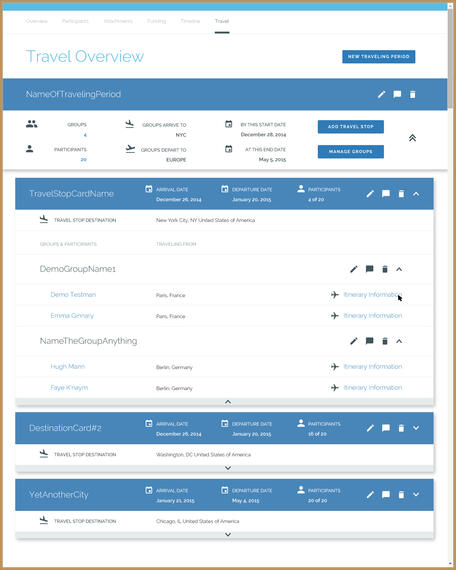 Overview Participants Attachments Funding Timeline Travel
Travel Overview
NEW TRAVELING PERIOD
NameOfTravelingPeriod
GROUPS
4
GROUPS ARRIVE TO
NYC
BY THIS START DATE
December 28, 2014
ADD TRAVEL STOP
PARTICIPANTS
20
GROUPS DEPART TO
EUROPE
AT THIS END DATE
May 5, 2015
MANAGE GROUPS
TravelStopCardName
ARRIVAL DATE
December 26, 2014
DEPARTURE DATE
January 20, 2015
PARTICIPANTS
4 of 20
TRAVEL STOP DESTINATION New York City, NY United States of America
GROUPS & PARTICIPANTS TRAVELING FROM
DemoGroupName1
Demo Testman Paris, France Itinerary Information
Emma Ginnary Paris, France Itinerary Information
NameTheGroupAnything
Hugh Mann Berlin, Germany Itinerary Information
Faye Knaym Berlin, Germany Itinerary Information
DestinationCard#2
ARRIVAL DATE
December 26, 2014
DEPARTURE DATE
January 20, 2015
PARTICIPANTS
16 of 20
TRAVEL STOP DESTINATION Washington, DC United States of America
YetAnotherCity
ARRIVAL DATE
January 21, 2015
DEPARTURE DATE
May 4, 2015
PARTICIPANTS
20 of 20
TRAVEL STOP DESTINATION Chicago, IL United States of America